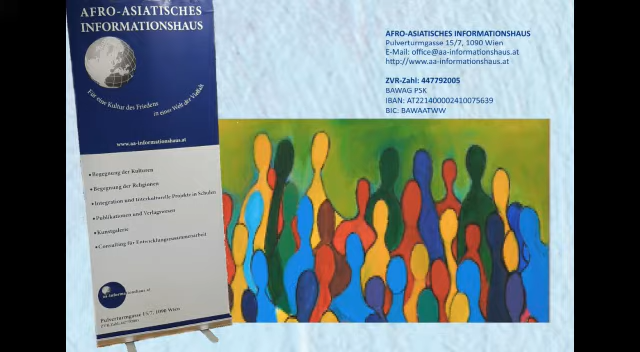 AFRO-ASIATISCHES
INFORMATIONSHAUS
Für eine Kultur des Friedens
in einer Welt der Vielfalt
www.aa-informationshaus.at
• Begegnung der Kulturen
• Begegnung der Religionen
• Integration und Interkulturelle Projekte in Schulen
• Publikationen und Verlagswesen
• Kunstgalerie
• Consulting für Entwicklungszusammenarbeit
aa-informationshaus.at
Pulverturmgasse 15/7, 1090 Wien
AFRO-ASIATISCHES INFORMATIONSHAUS
Pulverturmgasse 15/7, 1090 Wien
E-Mail: office@aa-informationshaus.at
http://www.aa-informationshaus.at
ZVR-Zahl: 447792005
BAWAG PSK
IBAN: AT221400002410075639
BIC: BAWAATWW